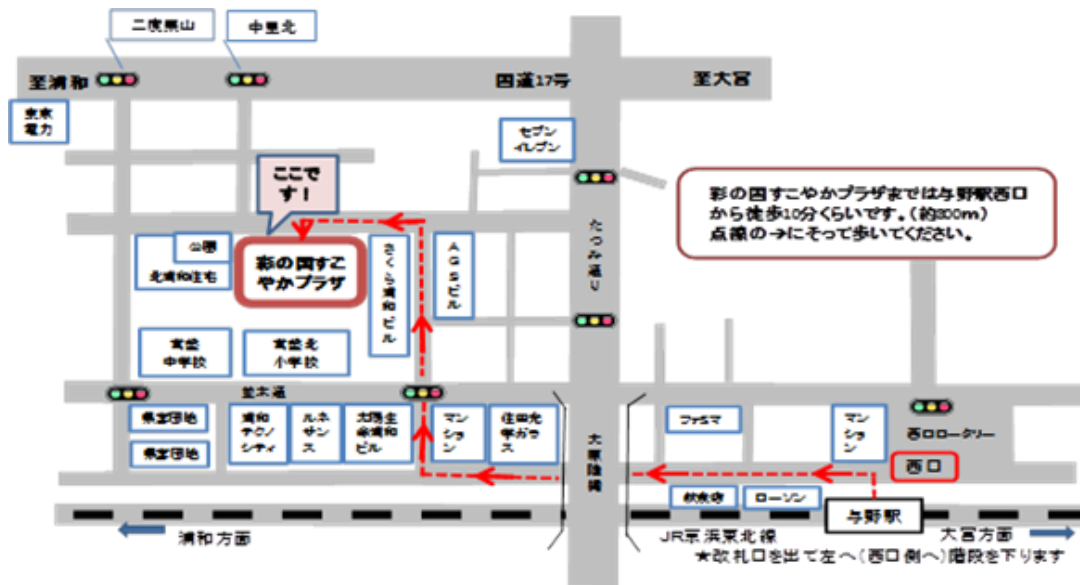 二度栗山
中里北
至浦和
国道17号
至大宮
東京
電力
セブン
イレブン
ここで
す！
彩の国すこやかプラザまでは与野駅西口
から徒歩10分くらいです。(約800m)
点線の→にそって歩いてください。
たつみ通り
公園
北浦和住宅
彩の国すこ
やかプラザ
さくら浦和ビル
AGSビル
常盤
中学校
常盤北
小学校
並木通
県営団地
県営団地
浦和
テクノ
シティ
ルネ
サンス
太陽生
命浦和
ビル
マン
ション
住田光
学ガラス
大原陸橋
ファミマ
マン
ション
西口ロータリー
西口
飲食店
ローソン
与野駅
浦和方面
JR京浜東北線
大宮方面
★改札口を出て左へ(西口側へ)階段を下ります